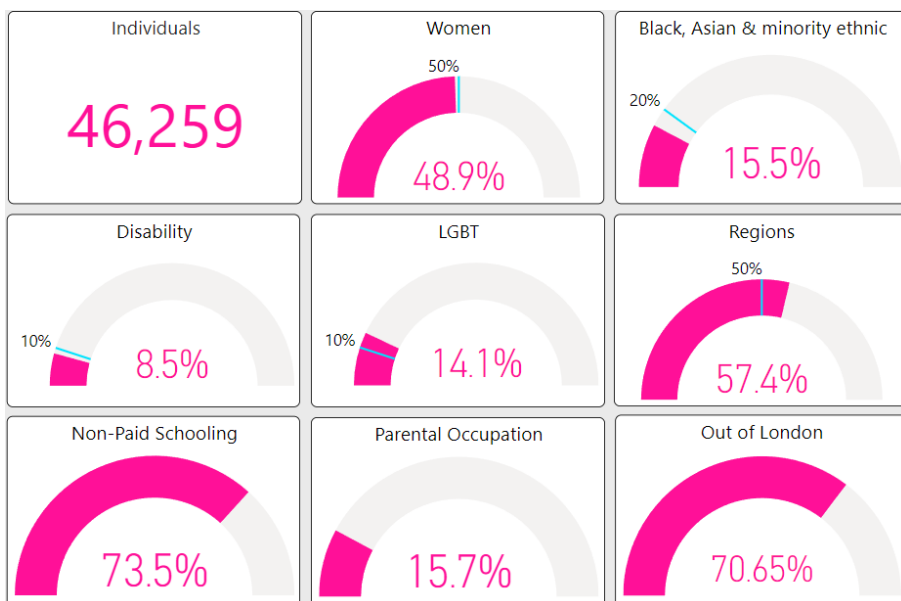 Individuals
46,259
Women
50%
48.9%
Black, Asian & minority ethnic
20%
15.5%
Disability
10%
8.5%
LGBT
10%
14.1%
Regions
50%
57.4%
Non-Paid Schooling
73.5%
Parental Occupation
15.7%
Out of London
70.65%